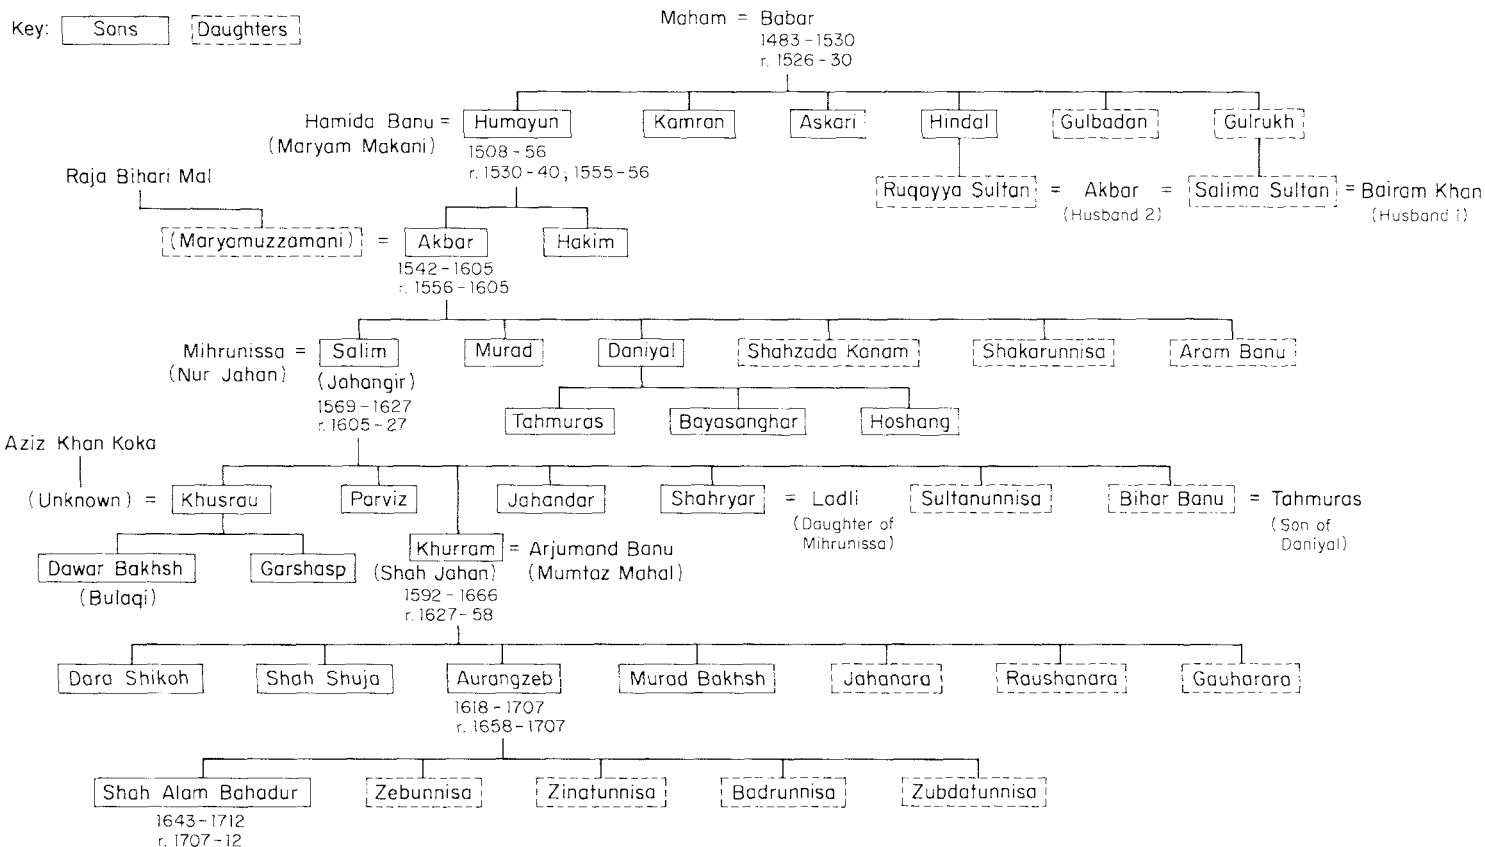 Key: Sons Daughters
Maham = Babar
1483-1530
r. 1526-30
Hamida Banu = Humayun Kamran Askari Hindal Gulbadan Gulrukh
(Maryam Makani)
1508-56
r. 1530-40; 1555-56
Raja Bihari Mal
Ruqayya Sultan = Akbar = Salima Sultan = Bairam Khan
(Husband 2) (Husband 1)
(Maryamuzzamani) = Akbar Hakim
1542-1605
r. 1556-1605
Mihrunissa = Salim Murad Daniyal Shahzada Kanam Shakarunnisa Aram Banu
(Nur Jahan) (Jahangir)
1569-1627
r. 1605-27
Tahmuras Bayasanghar Hoshang
Aziz Khan Koka
(Unknown) = Khusrau Parviz Jahandar Shahryar = Ladli Sultanunnisa Bihar Banu = Tahmuras
(Daughter of (Son of
Mihrunissa) Daniyal)
Khurram = Arjumand Banu
Dawar Bakhsh Garshasp (Shah Jahan) (Mumtaz Mahal)
(Bulaqi)
1592-1666
r. 1627-58
Dara Shikoh Shah Shuja Aurangzeb Murad Bakhsh Jahanara Raushanara Gauharara
1618-1707
r. 1658-1707
Shah Alam Bahadur Zebunnisa Zinatunnisa Badrunnisa Zubdatunnisa
1643-1712
r. 1707-12